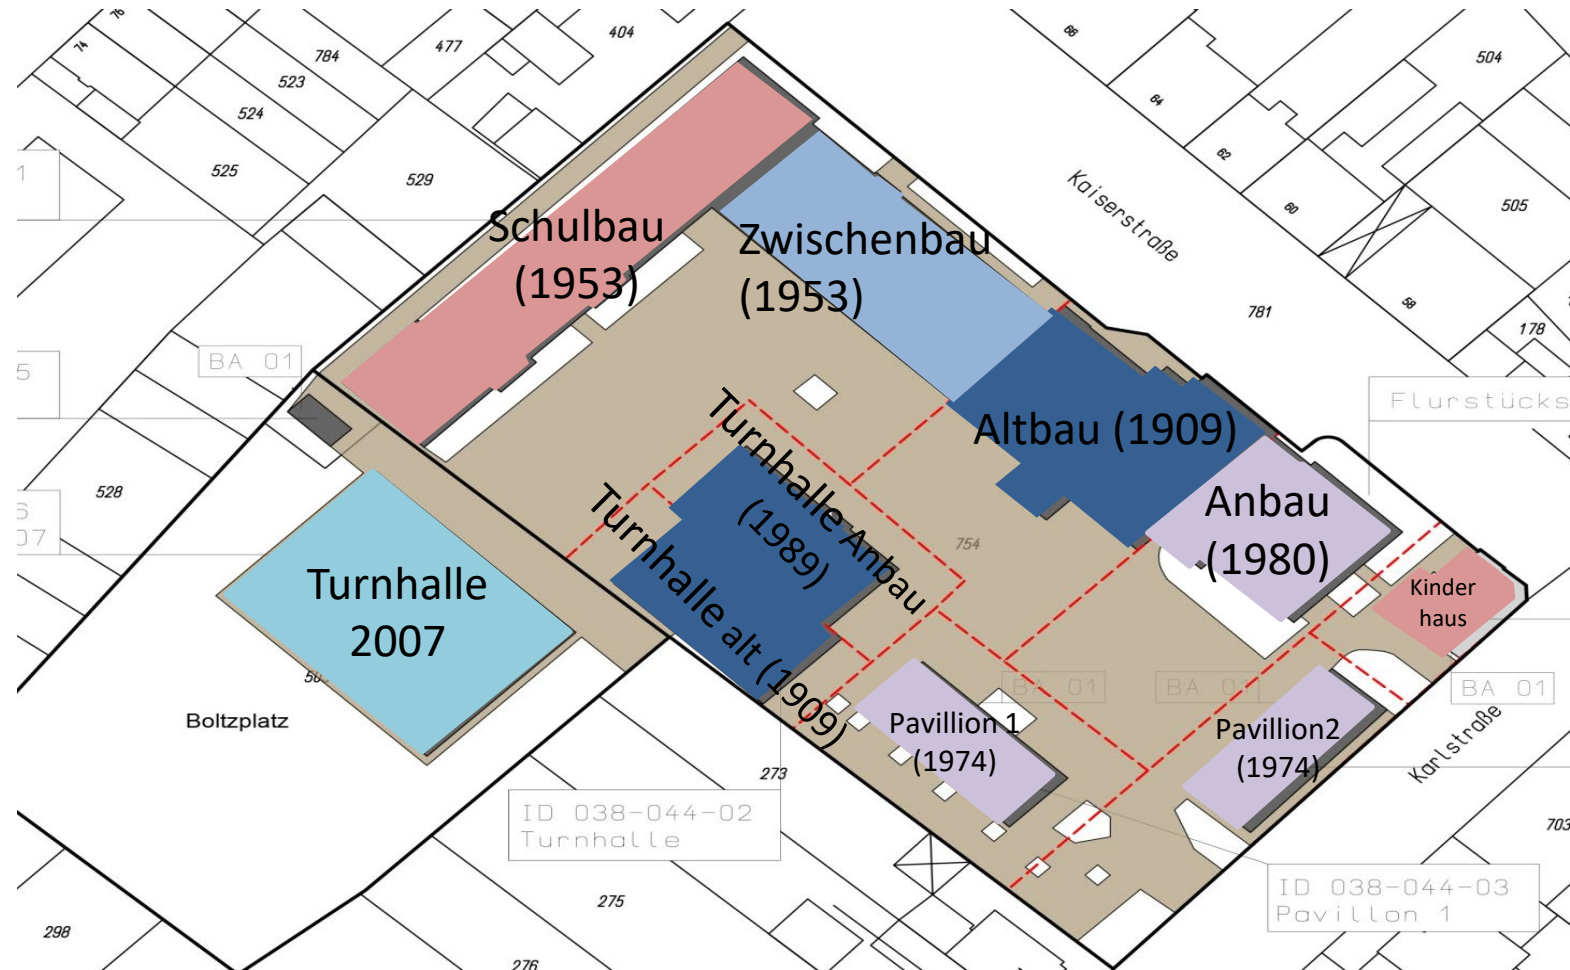 76
74
784
477
404
523
524
525
529
66
64
62
60
58
504
505
178
781
Kaiserstraße
Schulbau
(1953)
Zwischenbau
(1953)
1
BA 01
5
Flurstücks
Altbau (1909)
Turnhalle Anbau
(1989)
Turnhalle alt (1909)
Anbau
(1980)
754
528
07
Turnhalle
2007
Kinder
haus
BA 01
BA 01
BA 01
Boltzplatz
Pavillion 1
(1974)
Pavillion2
(1974)
Karlstraße
273
703
ID 038-044-02
Turnhalle
ID 038-044-03
Pavillon 1
275
298
276